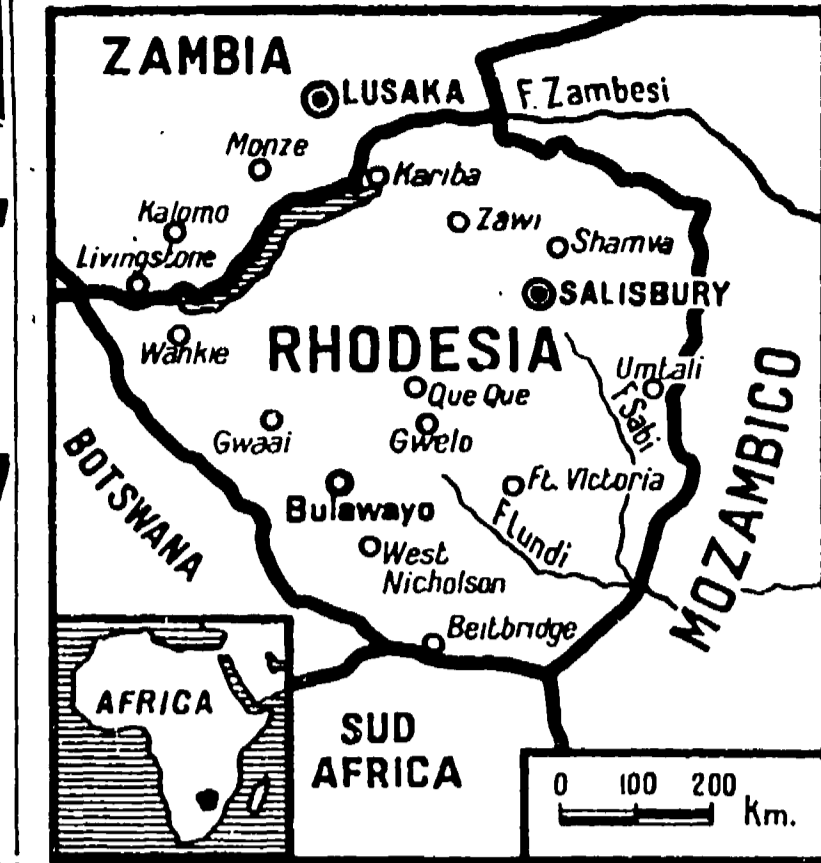 ZAMBIA
LUSAKA
F. Zambesi
Monze
Kariba
Kalomo
Zawi
Shamva
Livingstone
SALISBURY
Wankie
RHODESIA
Umtali
Que Que
F Sabi
Gwaai
Gwelo
MOZAMBICO
BOTSWANA
Bulawayo
Ft. Victoria
F Lundi
West
Nicholson
Beitbridge
AFRICA
SUD
AFRICA
0 100 200
Km.